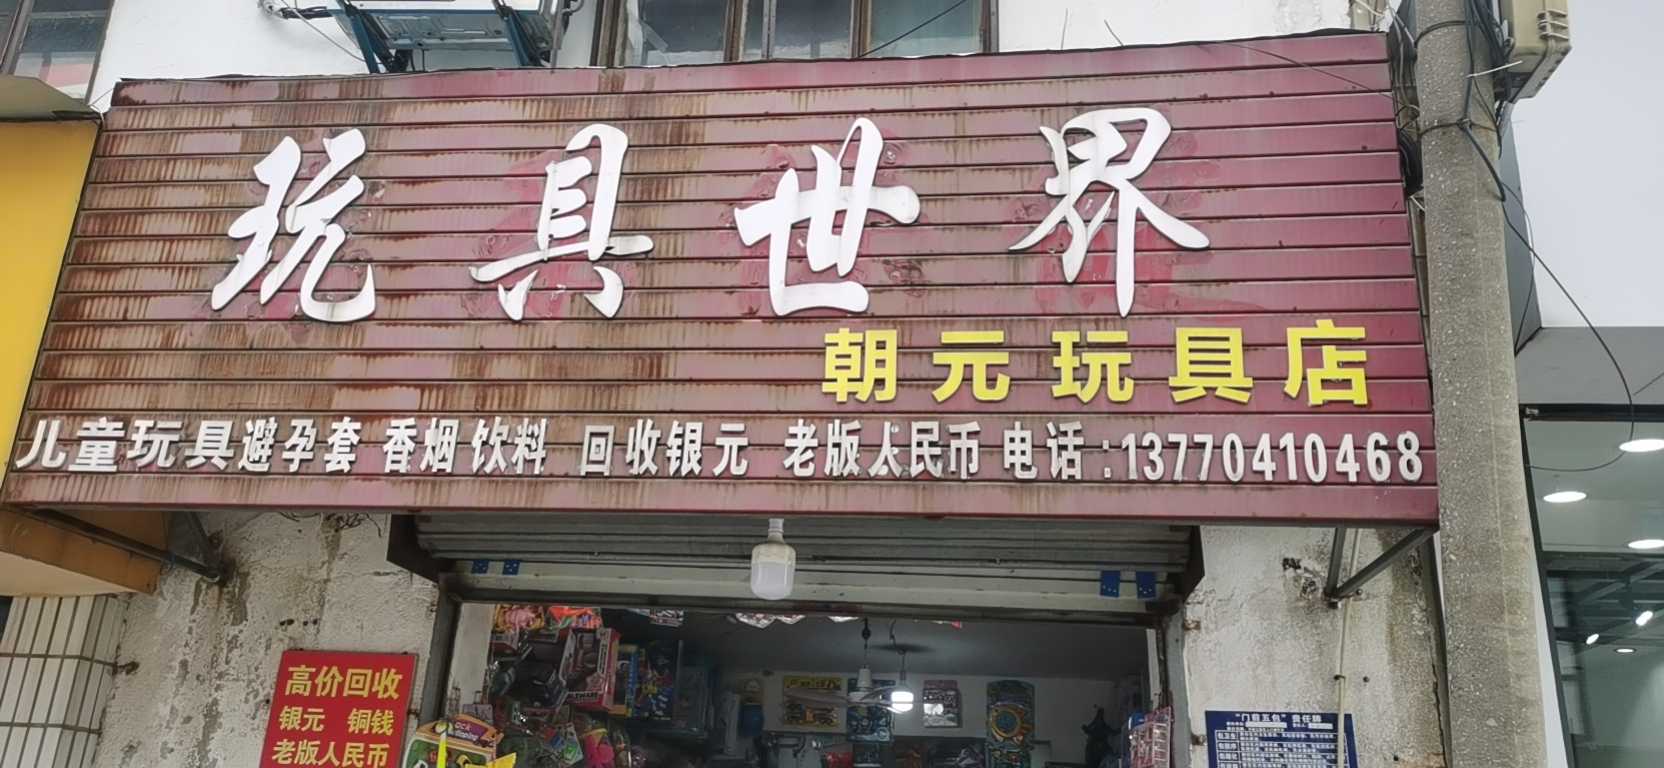 玩具世界
朝元玩具店
儿童玩具避孕套 香烟 饮料 回收银元 老版人民币 电话:13770410468
高价回收
银元 铜钱
老版人民币
"门前五包"责任牌